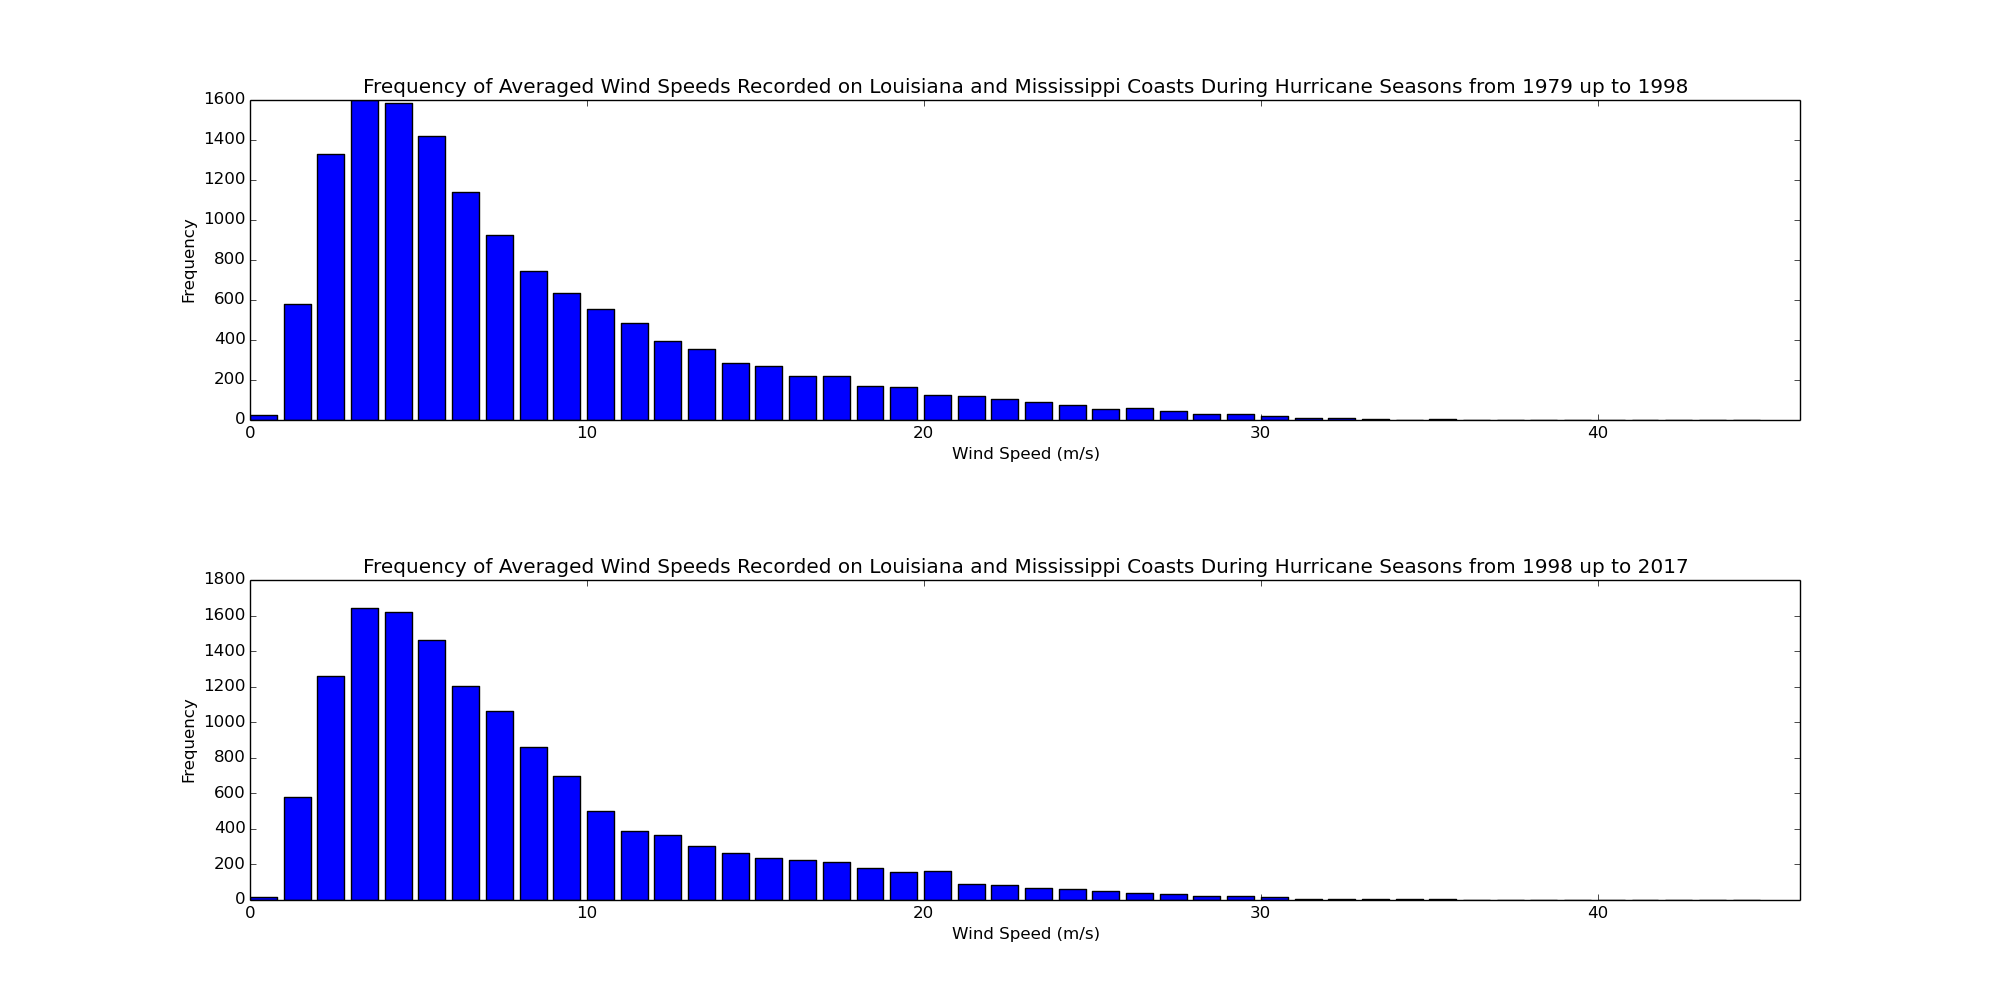 Frequency of Averaged Wind Speeds Recorded on Louisiana and Mississippi Coasts During Hurricane Seasons from 1979 up to 1998
1600
1400
1200
1000
800
600
400
200
0
Frequency
0 10 20 30 40
Wind Speed (m/s)
Frequency of Averaged Wind Speeds Recorded on Louisiana and Mississippi Coasts During Hurricane Seasons from 1998 up to 2017
1800
1600
1400
1200
1000
800
600
400
200
0
Frequency
0 10 20 30 40
Wind Speed (m/s)